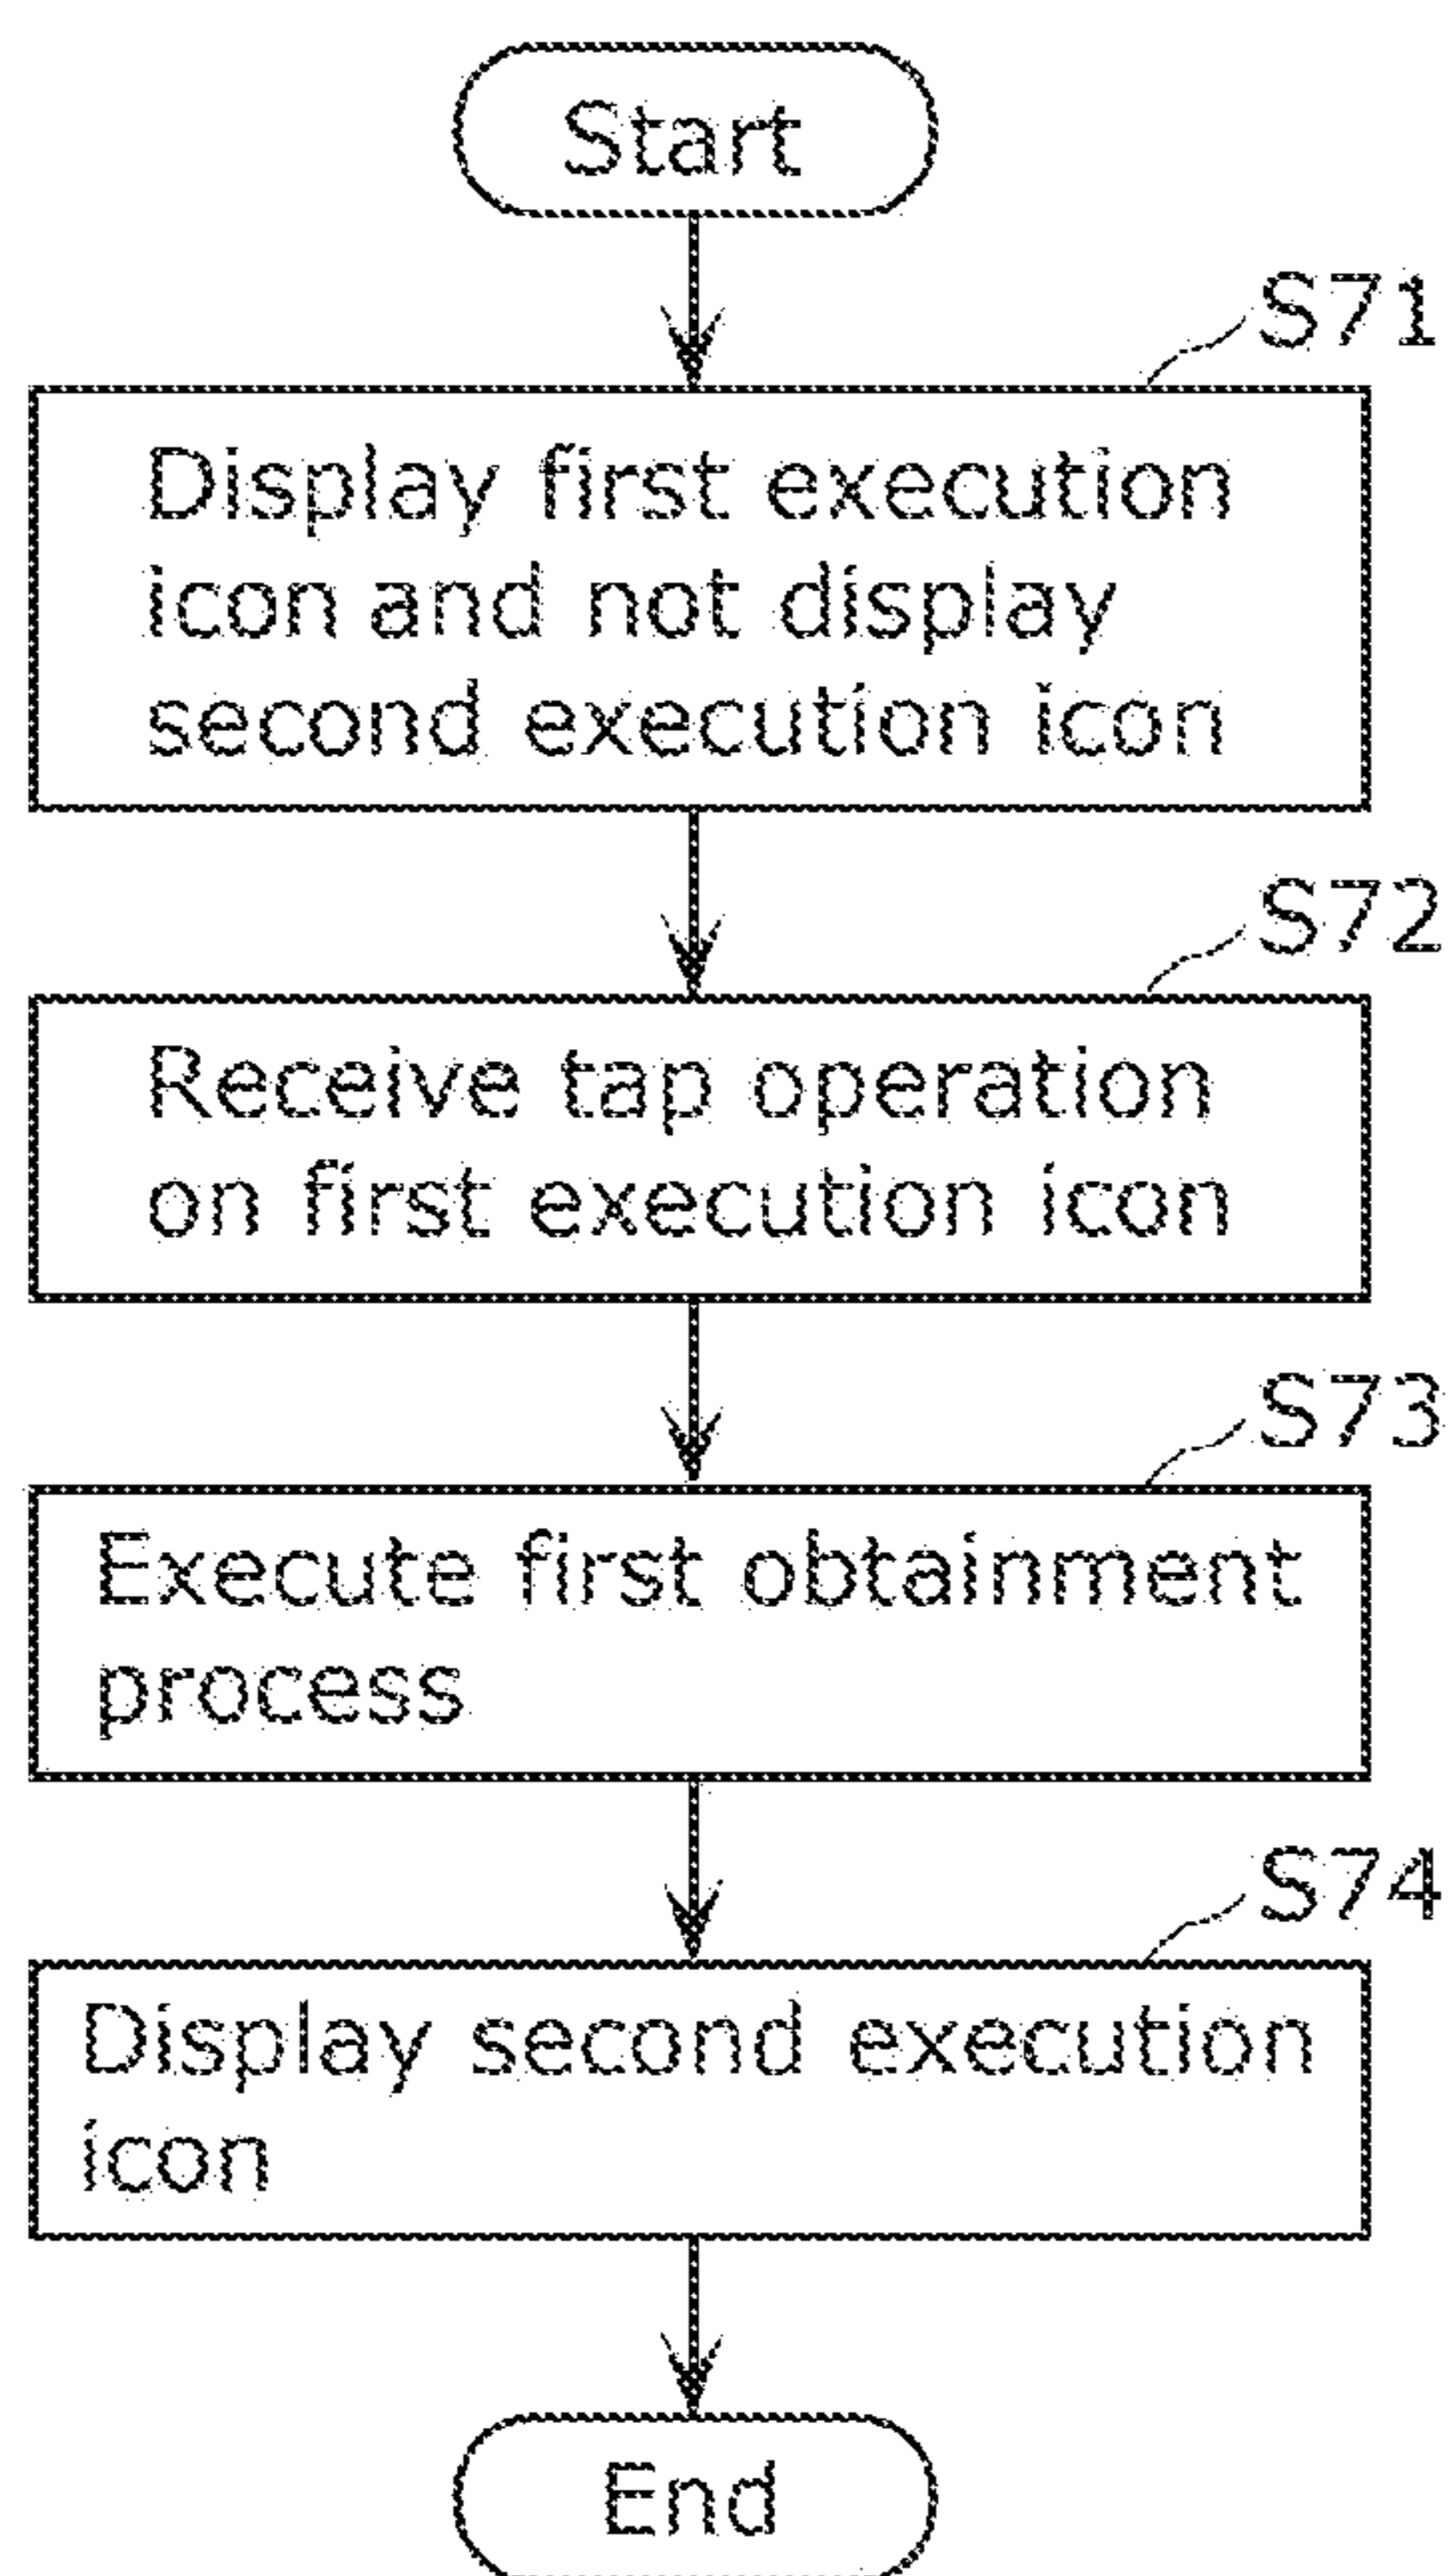 Start
S71
Display first execution
icon and not display
second execution icon
S72
Receive tap operation
on first execution icon
S73
Execute first obtainment
process
S74
Display second execution
icon
End